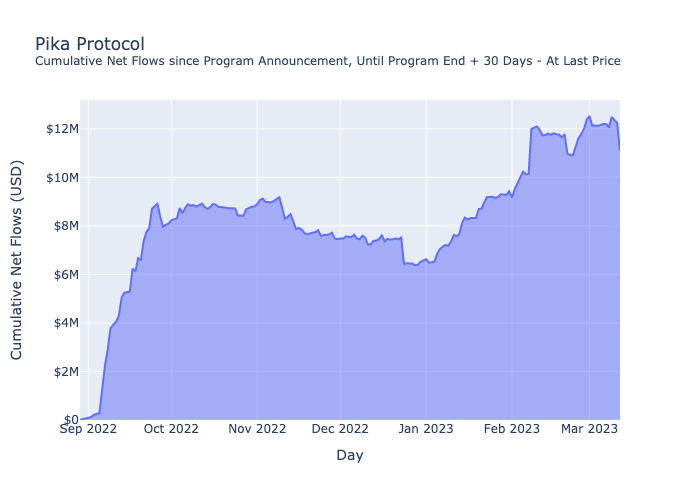 Pika Protocol
Cumulative Net Flows since Program Announcement, Until Program End + 30 Days - At Last Price
Cumulative Net Flows (USD)
$12M
$10M
$8M
$6M
$4M
$2M
$0
Sep 2022 Oct 2022 Nov 2022 Dec 2022 Jan 2023 Feb 2023 Mar 2023
Day